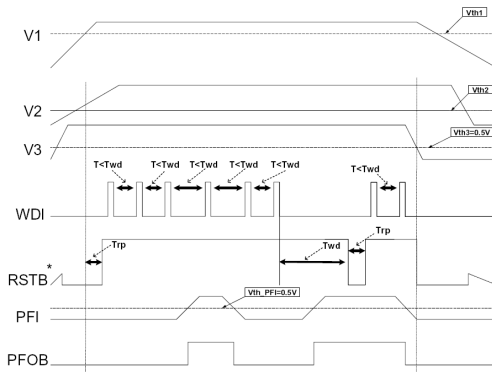 Vth1
V1
Vth2
V2
Vth3=0.5V
V3
T<Twd T<Twd T<Twd T<Twd T<Twd T<Twd
WDI
Trp Twd Trp
RSTB*
Vth_PFI=0.5V
PFI
PFOB